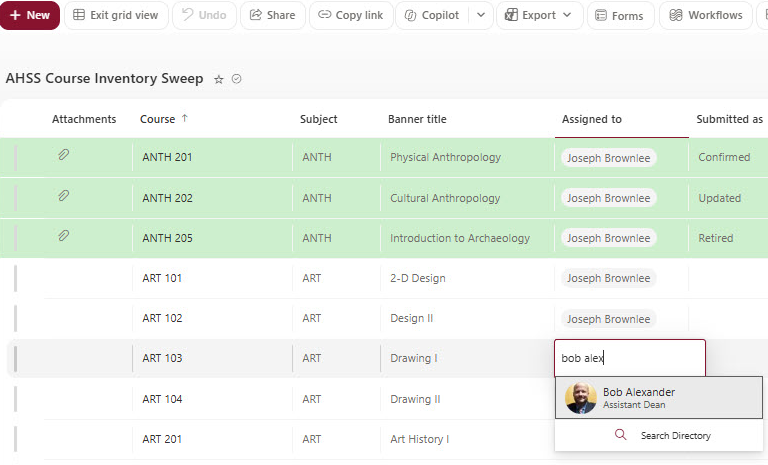 + New Exit grid view Undo Share Copy link Copilot Export Forms Workflows
AHSS Course Inventory Sweep
Attachments Course ↑ Subject Banner title Assigned to Submitted as
ANTH 201 ANTH Physical Anthropology Joseph Brownlee Confirmed
ANTH 202 ANTH Cultural Anthropology Joseph Brownlee Updated
ANTH 205 ANTH Introduction to Archaeology Joseph Brownlee Retired
ART 101 ART 2-D Design Joseph Brownlee
ART 102 ART Design II Joseph Brownlee
ART 103 ART Drawing I bob alex
ART 104 ART Drawing II Bob Alexander
Assistant Dean
ART 201 ART Art History I Search Directory